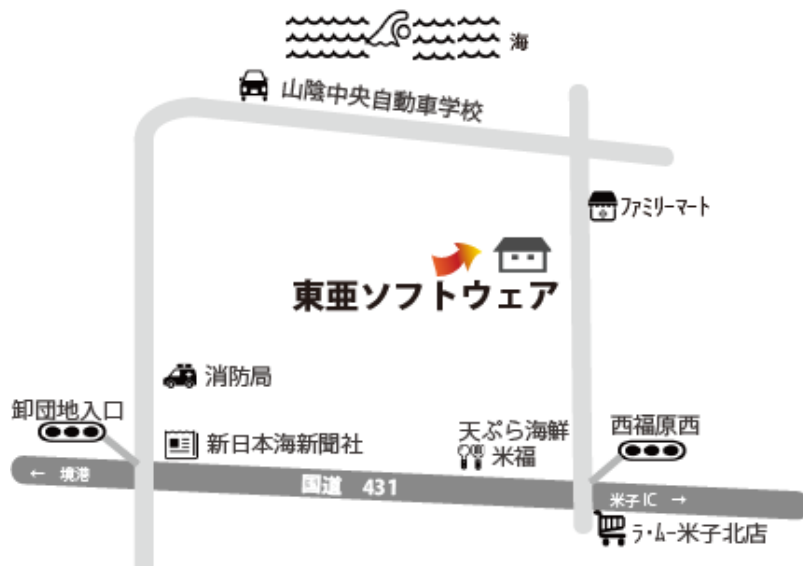 海
山陰中央自動車学校
ﾌｧﾐﾘｰﾏｰﾄ
東亜ソフトウェア
消防局
卸団地入口
新日本海新聞社
天ぷら海鮮
米福
西福原西
← 境港
国道 431
米子IC →
ﾗ･ﾑｰ米子北店